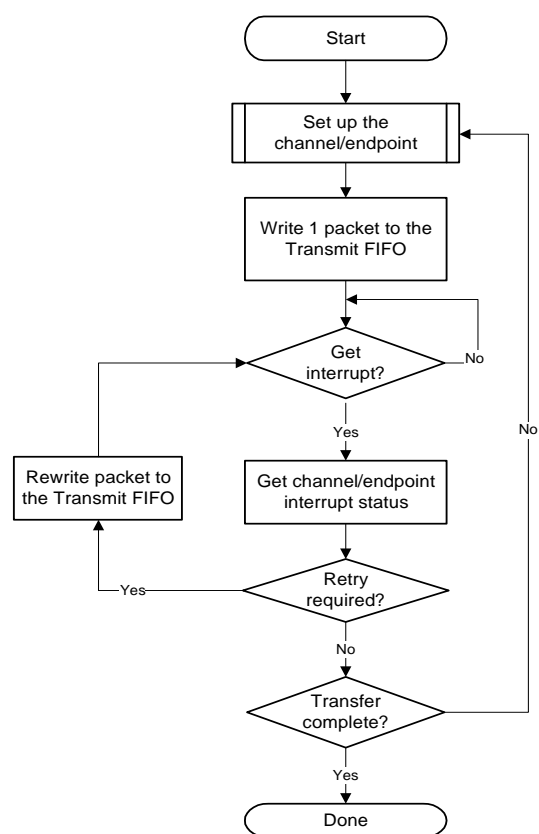 Start
Set up the
channel/endpoint
Write 1 packet to the
Transmit FIFO
Get
interrupt?
No
Yes
No
Rewrite packet to
the Transmit FIFO
Get channel/endpoint
interrupt status
Retry
required?
Yes
No
Transfer
complete?
Yes
Done